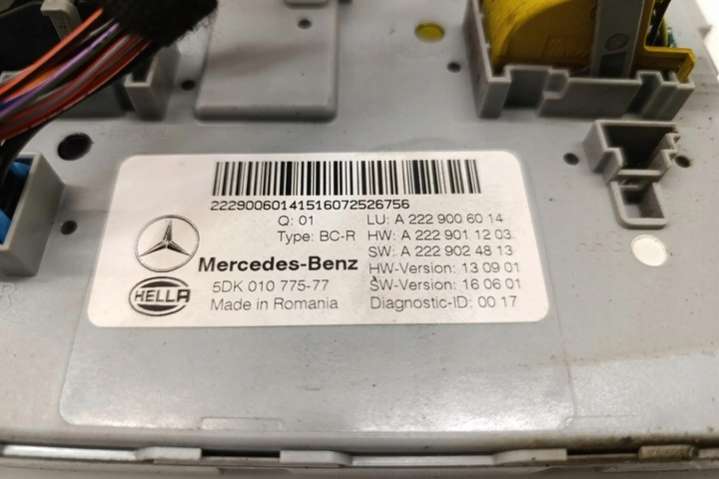 22290060141516072526756
Q: 01 LU: A 222 900 60 14
Type: BC-R HW: A 222 901 12 03
SW: A 222 902 48 13
Mercedes-Benz HW-Version: 13 09 01
HELLA 5DK 010 775-77 SW-Version: 16 06 01
Made in Romania Diagnostic-ID: 00 17